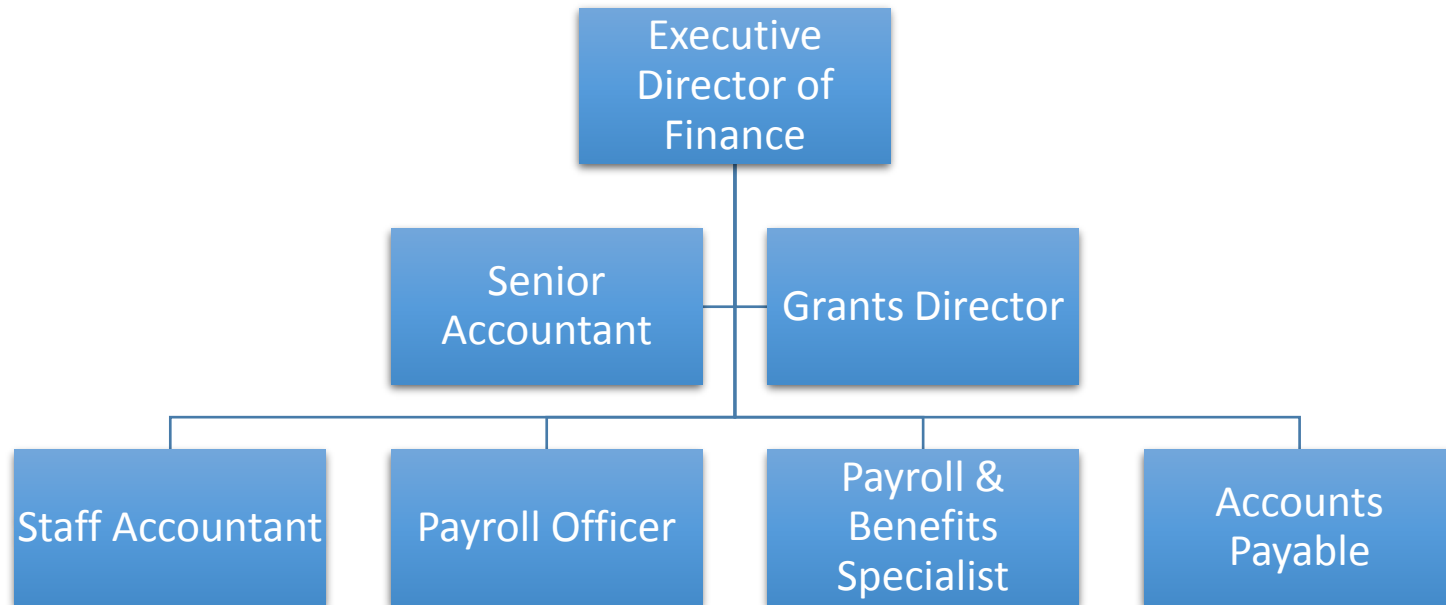 Executive
Director of
Finance
Senior
Accountant
Grants Director
Staff Accountant
Payroll Officer
Payroll &
Benefits
Specialist
Accounts
Payable